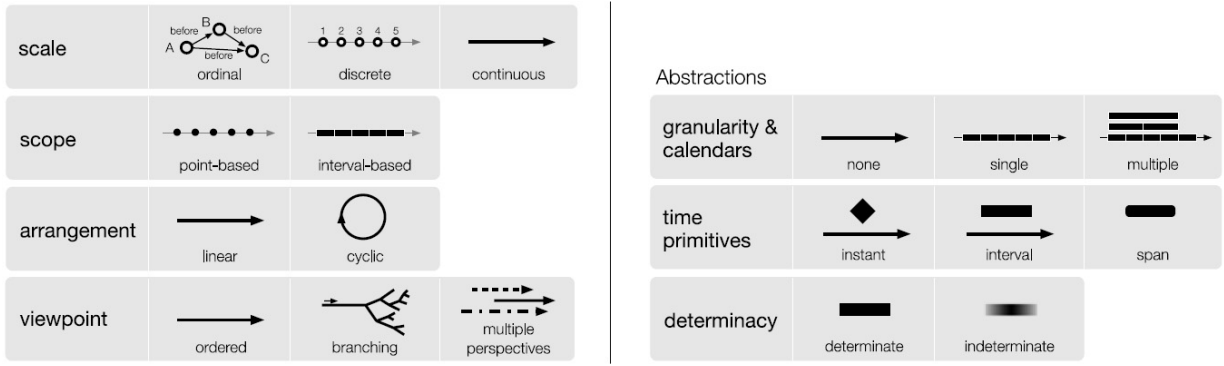 scale
A
before
B
before
before
C
ordinal
1 2 3 4 5
discrete
continuous
scope
point-based
interval-based
arrangement
linear
cyclic
viewpoint
ordered
branching
multiple
perspectives
Abstractions
granularity &
calendars
none
single
multiple
time
primitives
instant
interval
span
determinacy
determinate
indeterminate